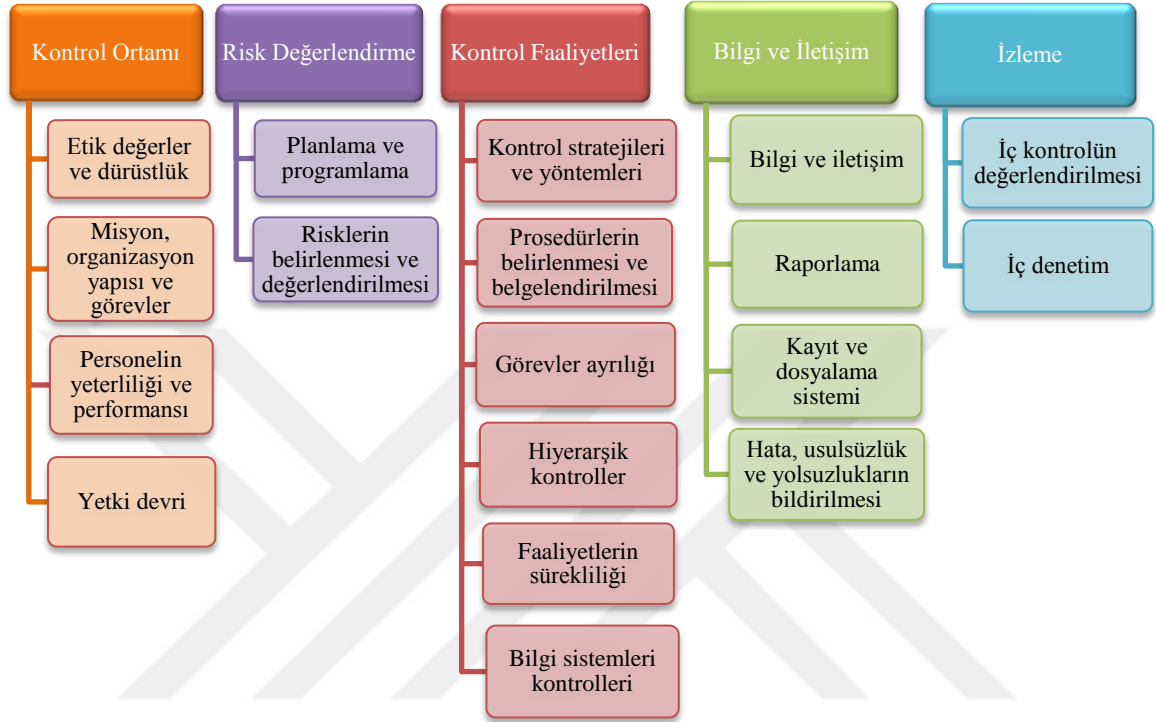 Kontrol Ortamı
Etik değerler
ve dürüstlük
Misyon,
organizasyon
yapısı ve
görevler
Personelin
yeterliliği ve
performansı
Yetki devri
Risk Değerlendirme
Planlama ve
programlama
Risklerin
belirlenmesi ve
değerlendirilmesi
Kontrol Faaliyetleri
Kontrol stratejileri
ve yöntemleri
Prosedürlerin
belirlenmesi ve
belgelendirilmesi
Görevler ayrılığı
Hiyerarşik
kontroller
Faaliyetlerin
sürekliliği
Bilgi sistemleri
kontrolleri
Bilgi ve İletişim
Bilgi ve iletişim
Raporlama
Kayıt ve
dosyalama
sistemi
Hata, usulsüzlük
ve yolsuzlukların
bildirilmesi
İzleme
İç kontrolün
değerlendirilmesi
İç denetim